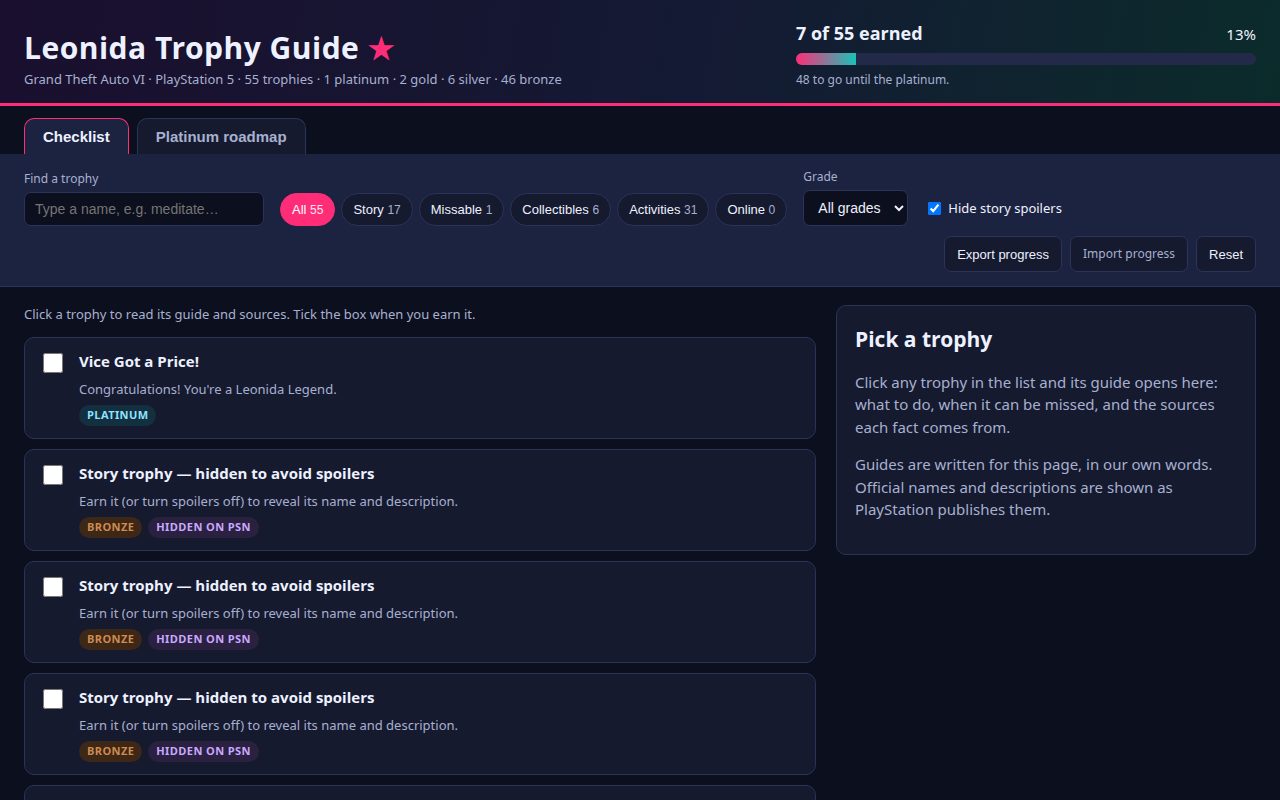 Leonida Trophy Guide ★
Grand Theft Auto VI · PlayStation 5 · 55 trophies · 1 platinum · 2 gold · 6 silver · 46 bronze
7 of 55 earned
13%
48 to go until the platinum.
Checklist
Platinum roadmap
Find a trophy
Type a name, e.g. meditate…
All 55
Story 17
Missable 1
Collectibles 6
Activities 31
Online 0
Grade
All grades
Hide story spoilers
Export progress
Import progress
Reset
Click a trophy to read its guide and sources. Tick the box when you earn it.
Vice Got a Price!
Congratulations! You're a Leonida Legend.
PLATINUM
Story trophy — hidden to avoid spoilers
Earn it (or turn spoilers off) to reveal its name and description.
BRONZE HIDDEN ON PSN
Story trophy — hidden to avoid spoilers
Earn it (or turn spoilers off) to reveal its name and description.
BRONZE HIDDEN ON PSN
Story trophy — hidden to avoid spoilers
Earn it (or turn spoilers off) to reveal its name and description.
BRONZE HIDDEN ON PSN
Pick a trophy
Click any trophy in the list and its guide opens here:
what to do, when it can be missed, and the sources
each fact comes from.
Guides are written for this page, in our own words.
Official names and descriptions are shown as
PlayStation publishes them.